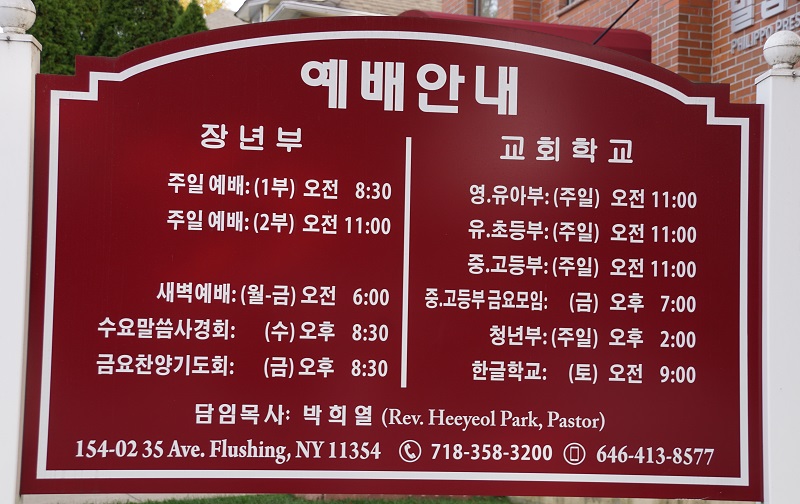 예배안내
장년부
주일 예배: (1부) 오전 8:30
주일 예배: (2부) 오전 11:00
새벽예배: (월-금) 오전 6:00
수요말씀사경회: (수) 오후 8:30
금요찬양기도회: (금) 오후 8:30
교회학교
영.유아부: (주일) 오전 11:00
유.초등부: (주일) 오전 11:00
중.고등부: (주일) 오전 11:00
중.고등부 금요모임: (금) 오후 7:00
청년부: (주일) 오후 2:00
한글학교: (토) 오전 9:00
담임목사: 박희열 (Rev. Heeyeol Park, Pastor)
154-02 35 Ave. Flushing, NY 11354 718-358-3200 646-413-8577
PHILIPPO